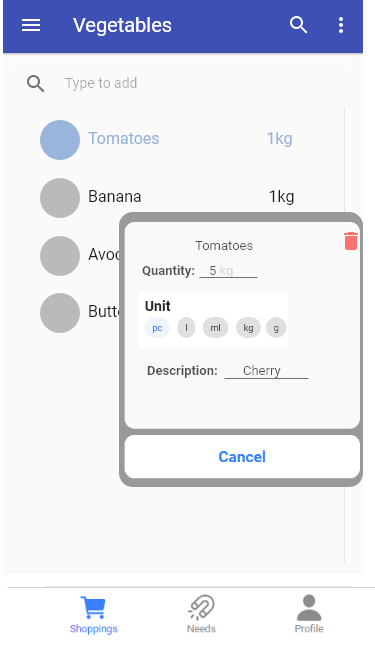 Vegetables
Type to add
Tomatoes 1kg
Banana 1kg
Avoc
Butt
Tomatoes
Quantity: 5 kg
Unit
pc l ml kg g
Description: Cherry
Cancel
Shoppings Needs Profile